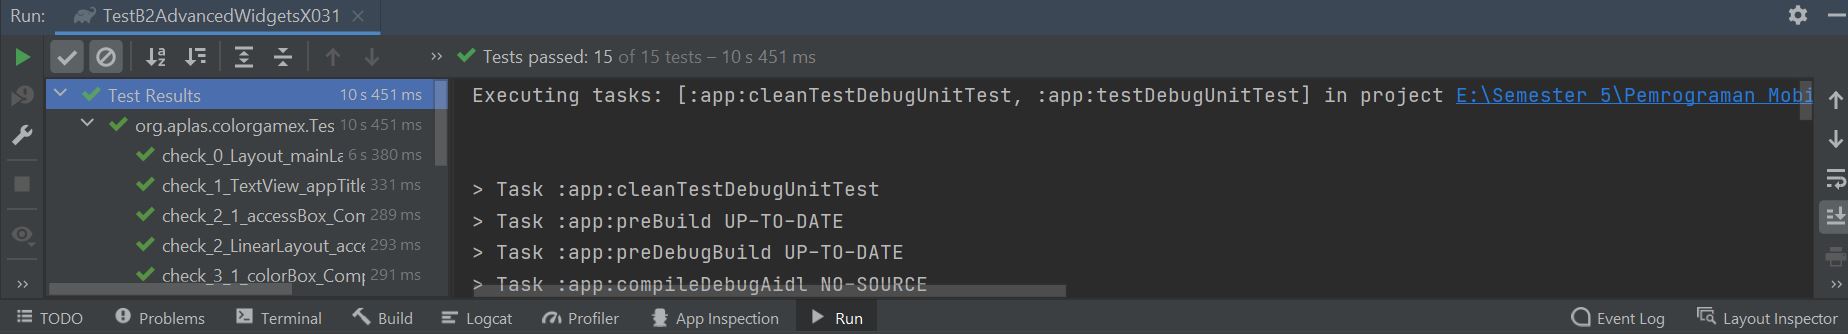 Run: TestB2AdvancedWidgetsX031
Tests passed: 15 of 15 tests – 10 s 451 ms
Test Results 10 s 451 ms
org.aplas.colorgamex.Tes 10 s 451 ms
check_0_Layout_mainLa 6 s 380 ms
check_1_TextView_appTitle 331 ms
check_2_1_accessBox_Com 289 ms
check_2_LinearLayout_acce 293 ms
check_3_1_colorBox_Comp 291 ms
Executing tasks: [:app:cleanTestDebugUnitTest, :app:testDebugUnitTest] in project E:\Semester 5\Pemrograman Mobi
> Task :app:cleanTestDebugUnitTest
> Task :app:preBuild UP-TO-DATE
> Task :app:preDebugBuild UP-TO-DATE
> Task :app:compileDebugAidl NO-SOURCE
TODO Problems Terminal Build Logcat Profiler App Inspection Run Event Log Layout Inspector